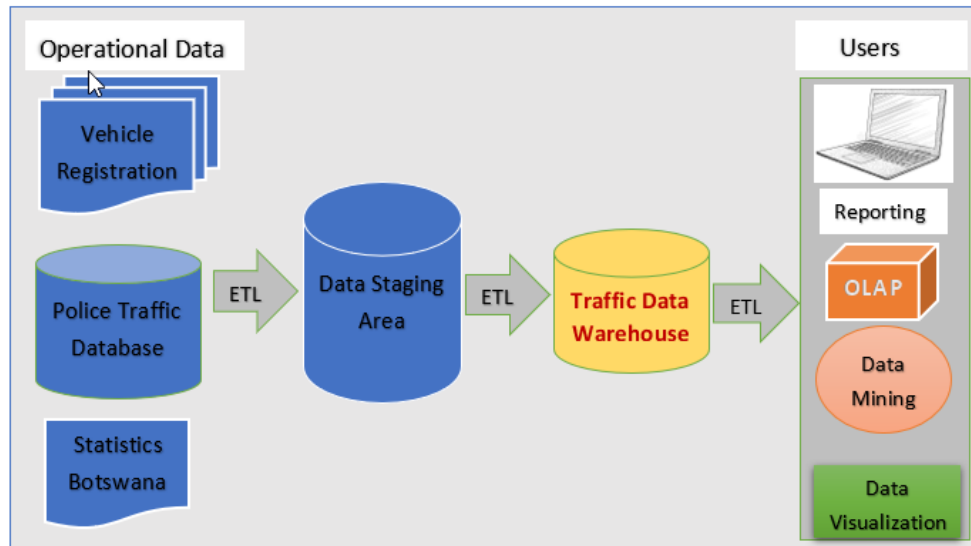 Operational Data
Users
Vehicle
Registration
Reporting
Police Traffic
Database
ETL
Data Staging
Area
ETL
Traffic Data
Warehouse
ETL
OLAP
Data
Mining
Statistics
Botswana
Data
Visualization